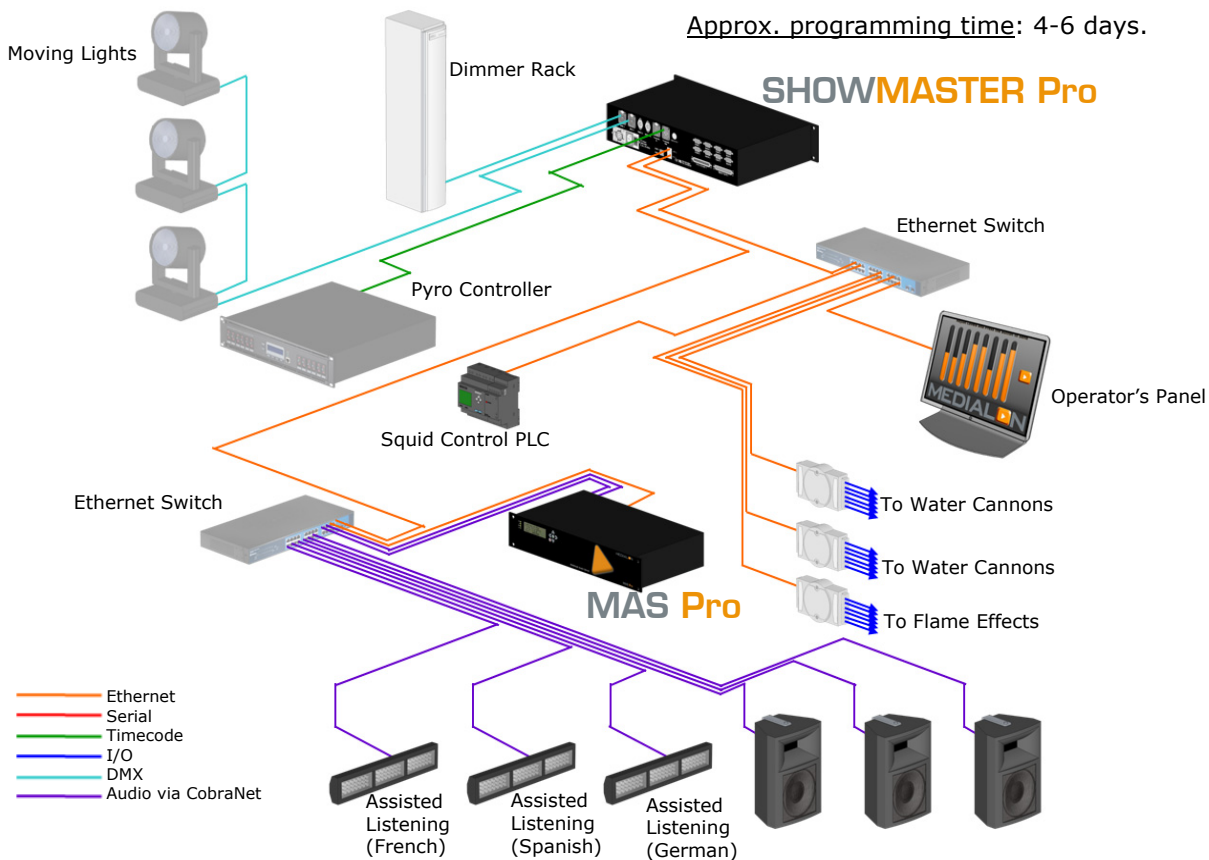 Approx. programming time: 4-6 days.
Moving Lights
Dimmer Rack
SHOWMASTER Pro
Ethernet Switch
Pyro Controller
MEDIALON
Operator's Panel
Squid Control PLC
Ethernet Switch
To Water Cannons
To Water Cannons
MAS Pro
To Flame Effects
Ethernet
Serial
Timecode
I/O
DMX
Audio via CobraNet
Assisted
Listening
(French)
Assisted
Listening
(Spanish)
Assisted
Listening
(German)